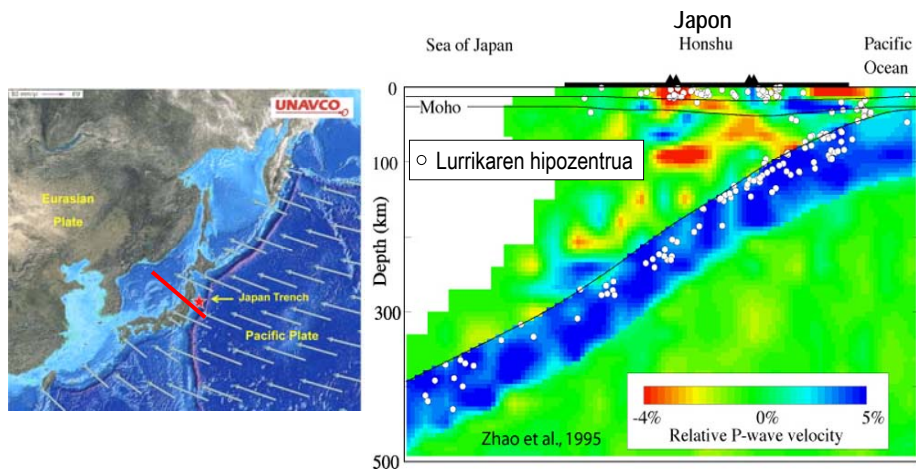 Japon
Sea of Japan
Honshu
Pacific
Ocean
UNAVCO
Eurasian
Plate
Japan Trench
Pacific Plate
0
Moho
100
Lurrikaren hipozentrua
Depth (km)
300
500
-4%
0%
5%
Relative P-wave velocity
Zhao et al., 1995